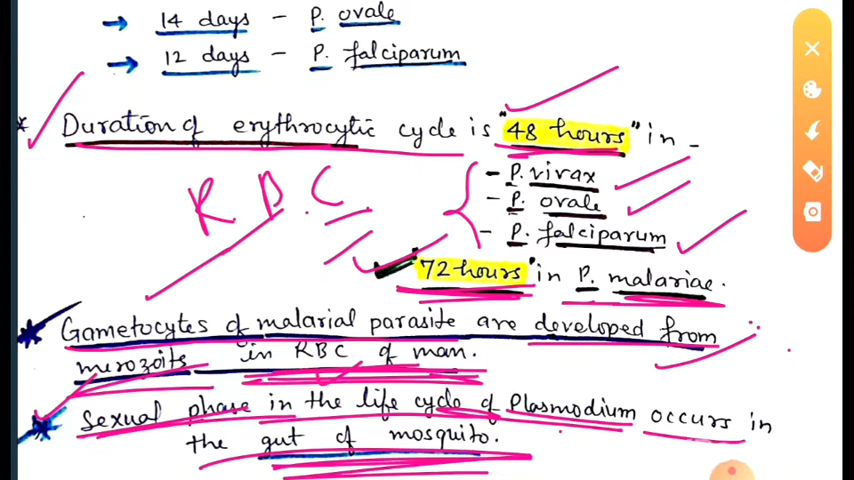 → 14 days - P. ovale
→ 12 days - P. falciparum
* Duration of erythrocytic cycle is "48 hours" in -
- P. virax
R.B.C - P. ovale
- P. falciparum
"72 hours" in P. malariae.
* Gametocytes of malarial parasite are developed from
merozoits in RBC of man.
* Sexual phase in the life cycle of Plasmodium occurs in
the gut of mosquito.